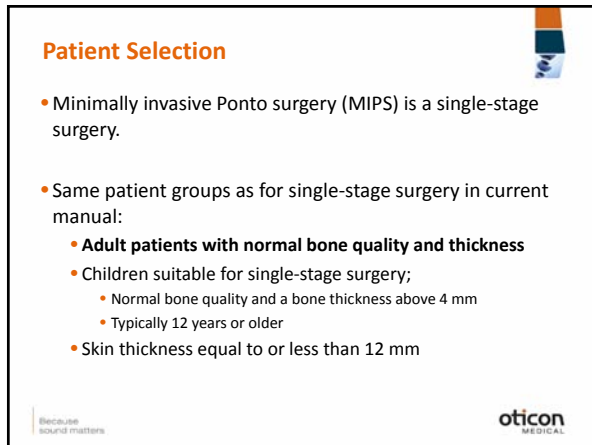 Patient Selection
• Minimally invasive Ponto surgery (MIPS) is a single-stage
surgery.
• Same patient groups as for single-stage surgery in current
manual:
• Adult patients with normal bone quality and thickness
• Children suitable for single-stage surgery;
• Normal bone quality and a bone thickness above 4 mm
• Typically 12 years or older
• Skin thickness equal to or less than 12 mm
Because
sound matters
oticon
MEDICAL